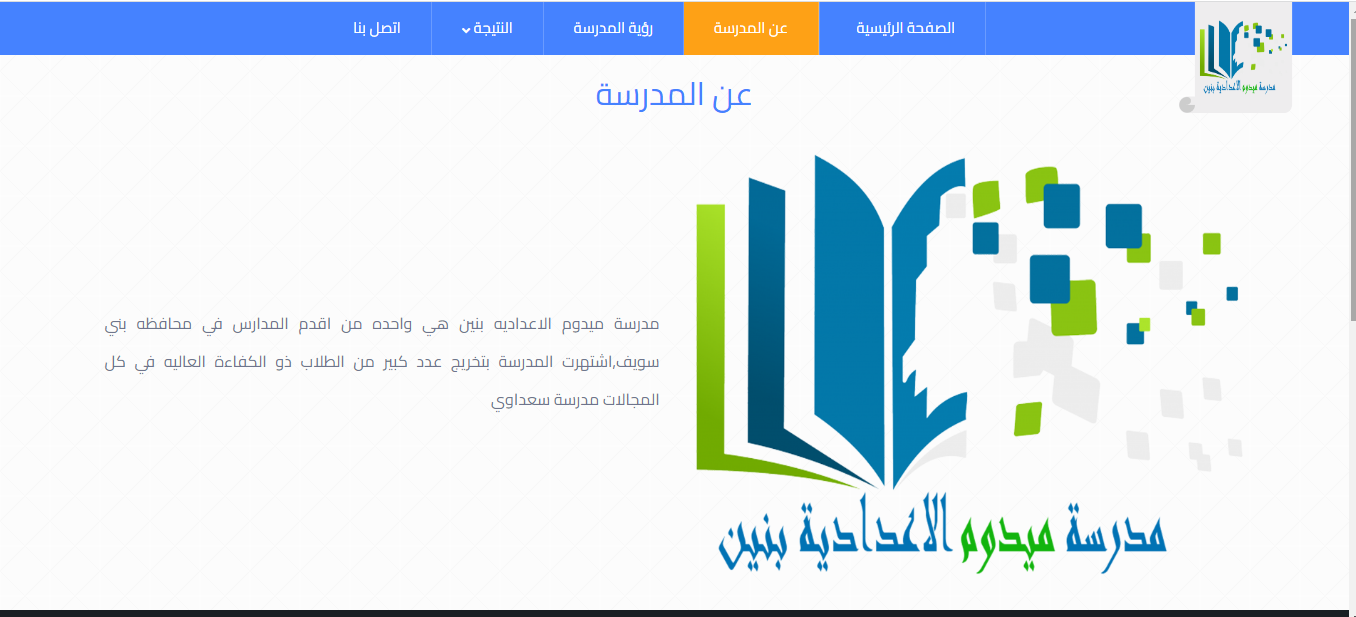 مدرسة ميدوم الاعدادية بنين
الصفحة الرئيسية
عن المدرسة
رؤية المدرسة
النتيجة
اتصل بنا
عن المدرسة
مدرسة ميدوم الاعدادية بنين
مدرسة ميدوم الاعداديه بنين هي واحده من اقدم المدارس في محافظه بني
سويف,اشتهرت المدرسة بتخريج عدد كبير من الطلاب ذو الكفاءة العاليه في كل
المجالات مدرسة سعداوي